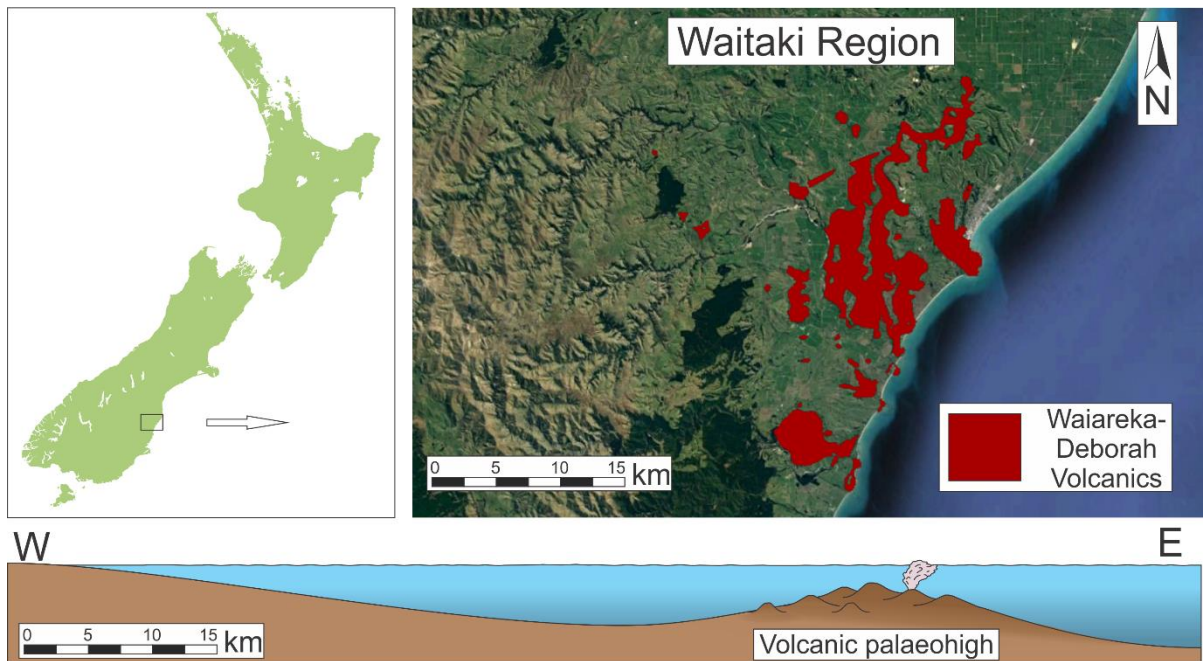 Waitaki Region
N
0 5 10 15 km
Waiareka-
Deborah
Volcanics
W
E
0 5 10 15 km
Volcanic palaeohigh